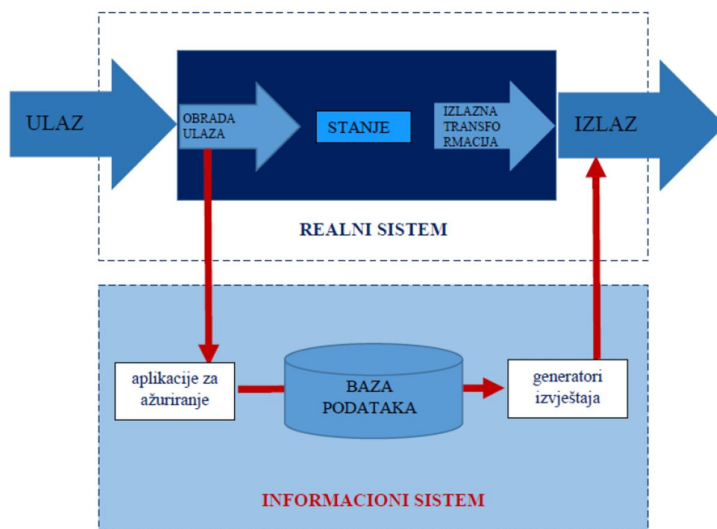 ULAZ
OBRADA
ULAZA
STANJE
IZLAZNA
TRANSFO
RMACIJA
IZLAZ
REALNI SISTEM
aplikacije za
ažuriranje
BAZA
PODATAKA
generatori
izvještaja
INFORMACIONI SISTEM